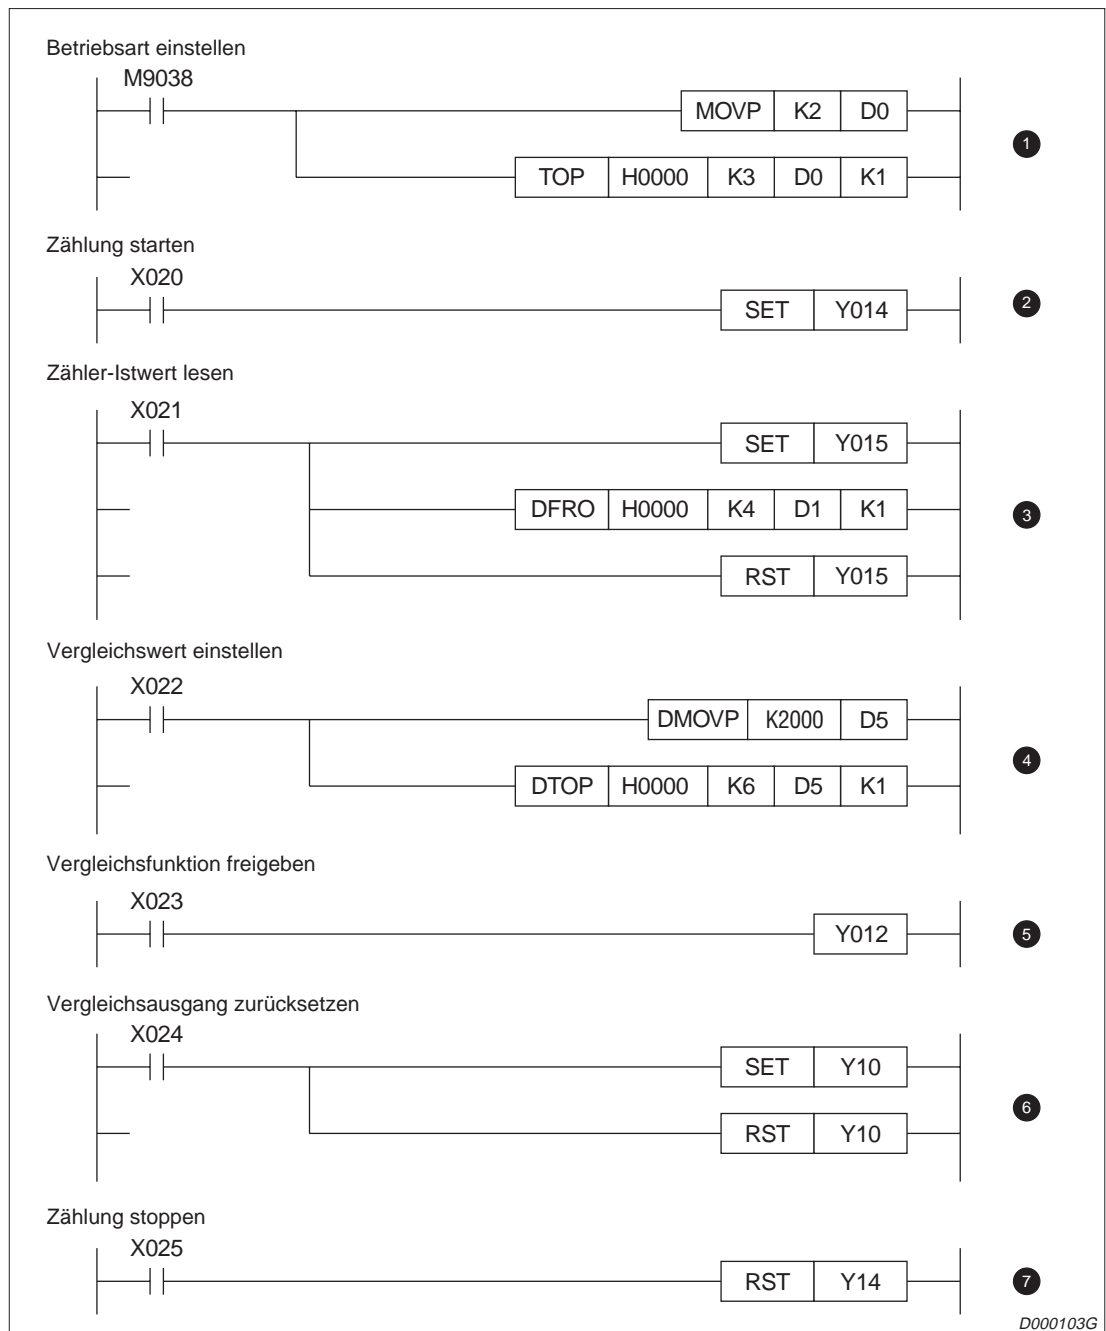 Betriebsart einstellen
M9038
MOVP K2 D0
1
TOP H0000 K3 D0 K1
Zählung starten
X020
SET Y014
2
Zähler-Istwert lesen
X021
SET Y015
DFRO H0000 K4 D1 K1
3
RST Y015
Vergleichswert einstellen
X022
DMOVP K2000 D5
4
DTOP H0000 K6 D5 K1
Vergleichsfunktion freigeben
X023
Y012
5
Vergleichsausgang zurücksetzen
X024
SET Y10
6
RST Y10
Zählung stoppen
X025
RST Y14
7
D000103G